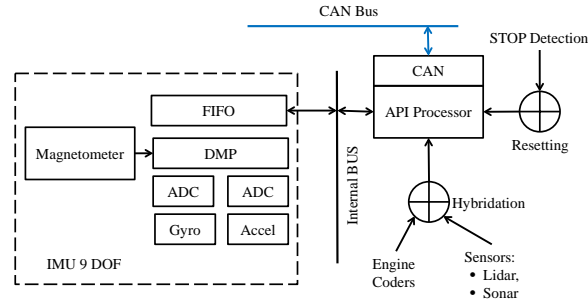 CAN Bus
STOP Detection
CAN
API Processor
FIFO
Magnetometer
DMP
Resetting
ADC ADC
Internal BUS
Hybridation
Gyro Accel
IMU 9 DOF
Engine
Coders
Sensors:
• Lidar,
• Sonar